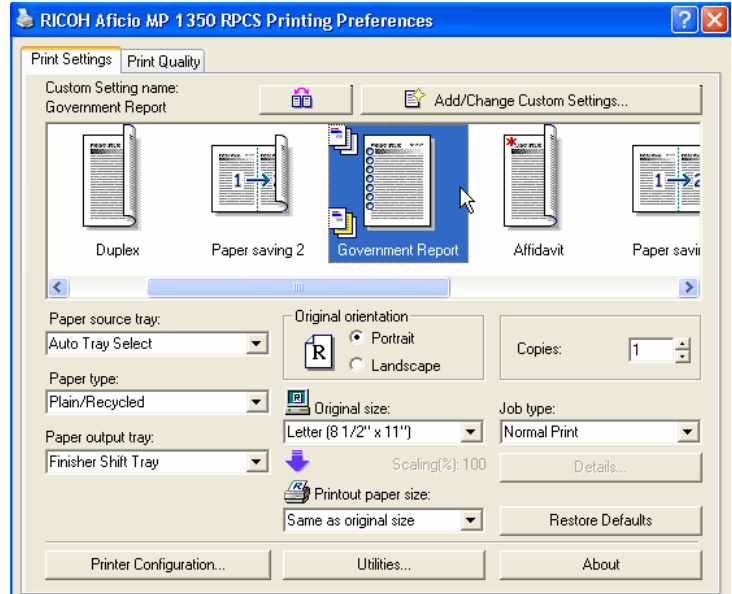 RICOH Aficio MP 1350 RPCS Printing Preferences
Print Settings
Print Quality
Custom Setting name:
Government Report
Add/Change Custom Settings...
1
1
Duplex
Paper saving 2
Government Report
Affidavit
Paper savi
Paper source tray:
Auto Tray Select
Original orientation
R
Portrait
Landscape
Copies:
1
Paper type:
Plain/Recycled
Original size:
Letter (8 1/2" x 11")
Job type:
Normal Print
Paper output tray:
Finisher Shift Tray
Scaling(%): 100
Details...
Printout paper size:
Same as original size
Restore Defaults
Printer Configuration...
Utilities...
About